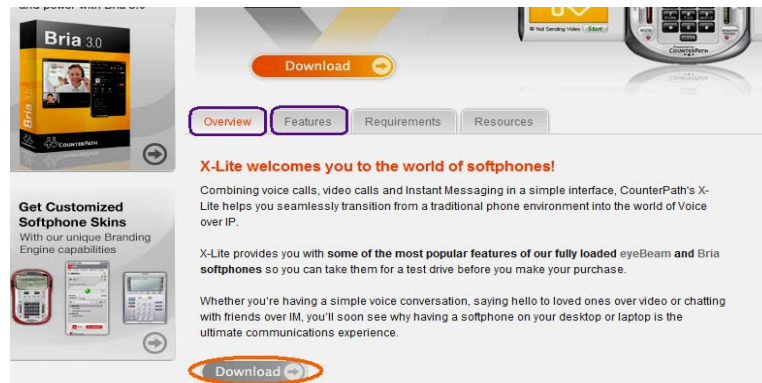 and power with Bria 3.0
Bria 3.0
Bria 3.0
COUNTERPATH
Get Customized
Softphone Skins
With our unique Branding
Engine capabilities
Not Sending Video
Start
COUNTERPATH
Download
Overview
Features
Requirements
Resources
X-Lite welcomes you to the world of softphones!
Combining voice calls, video calls and Instant Messaging in a simple interface, CounterPath's X-
Lite helps you seamlessly transition from a traditional phone environment into the world of Voice
over IP.
X-Lite provides you with some of the most popular features of our fully loaded eyeBeam and Bria
softphones so you can take them for a test drive before you make your purchase.
Whether you're having a simple voice conversation, saying hello to loved ones over video or chatting
with friends over IM, you'll soon see why having a softphone on your desktop or laptop is the
ultimate communications experience.
Download